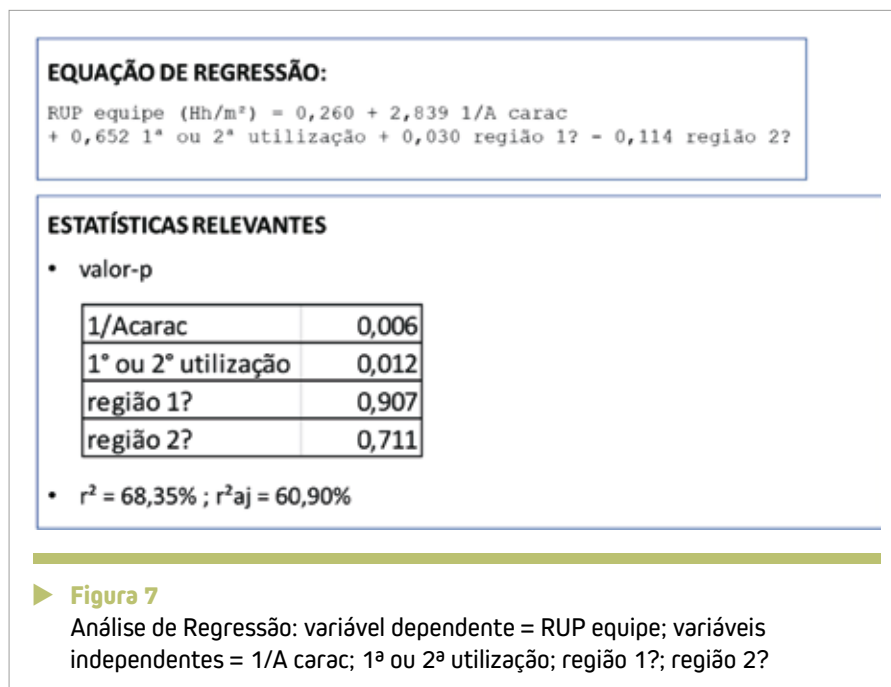 EQUAÇÃO DE REGRESSÃO:
RUP equipe (Hh/m²) = 0,260 + 2,839 1/A carac
+ 0,652 1ª ou 2ª utilização + 0,030 região 1? - 0,114 região 2?
ESTATÍSTICAS RELEVANTES
• valor-p
1/Acarac 0,006
1° ou 2° utilização 0,012
região 1? 0,907
região 2? 0,711
• r² = 68,35% ; r²aj = 60,90%
Figura 7
Análise de Regressão: variável dependente = RUP equipe; variáveis
independentes = 1/A carac; 1ª ou 2ª utilização; região 1?; região 2?